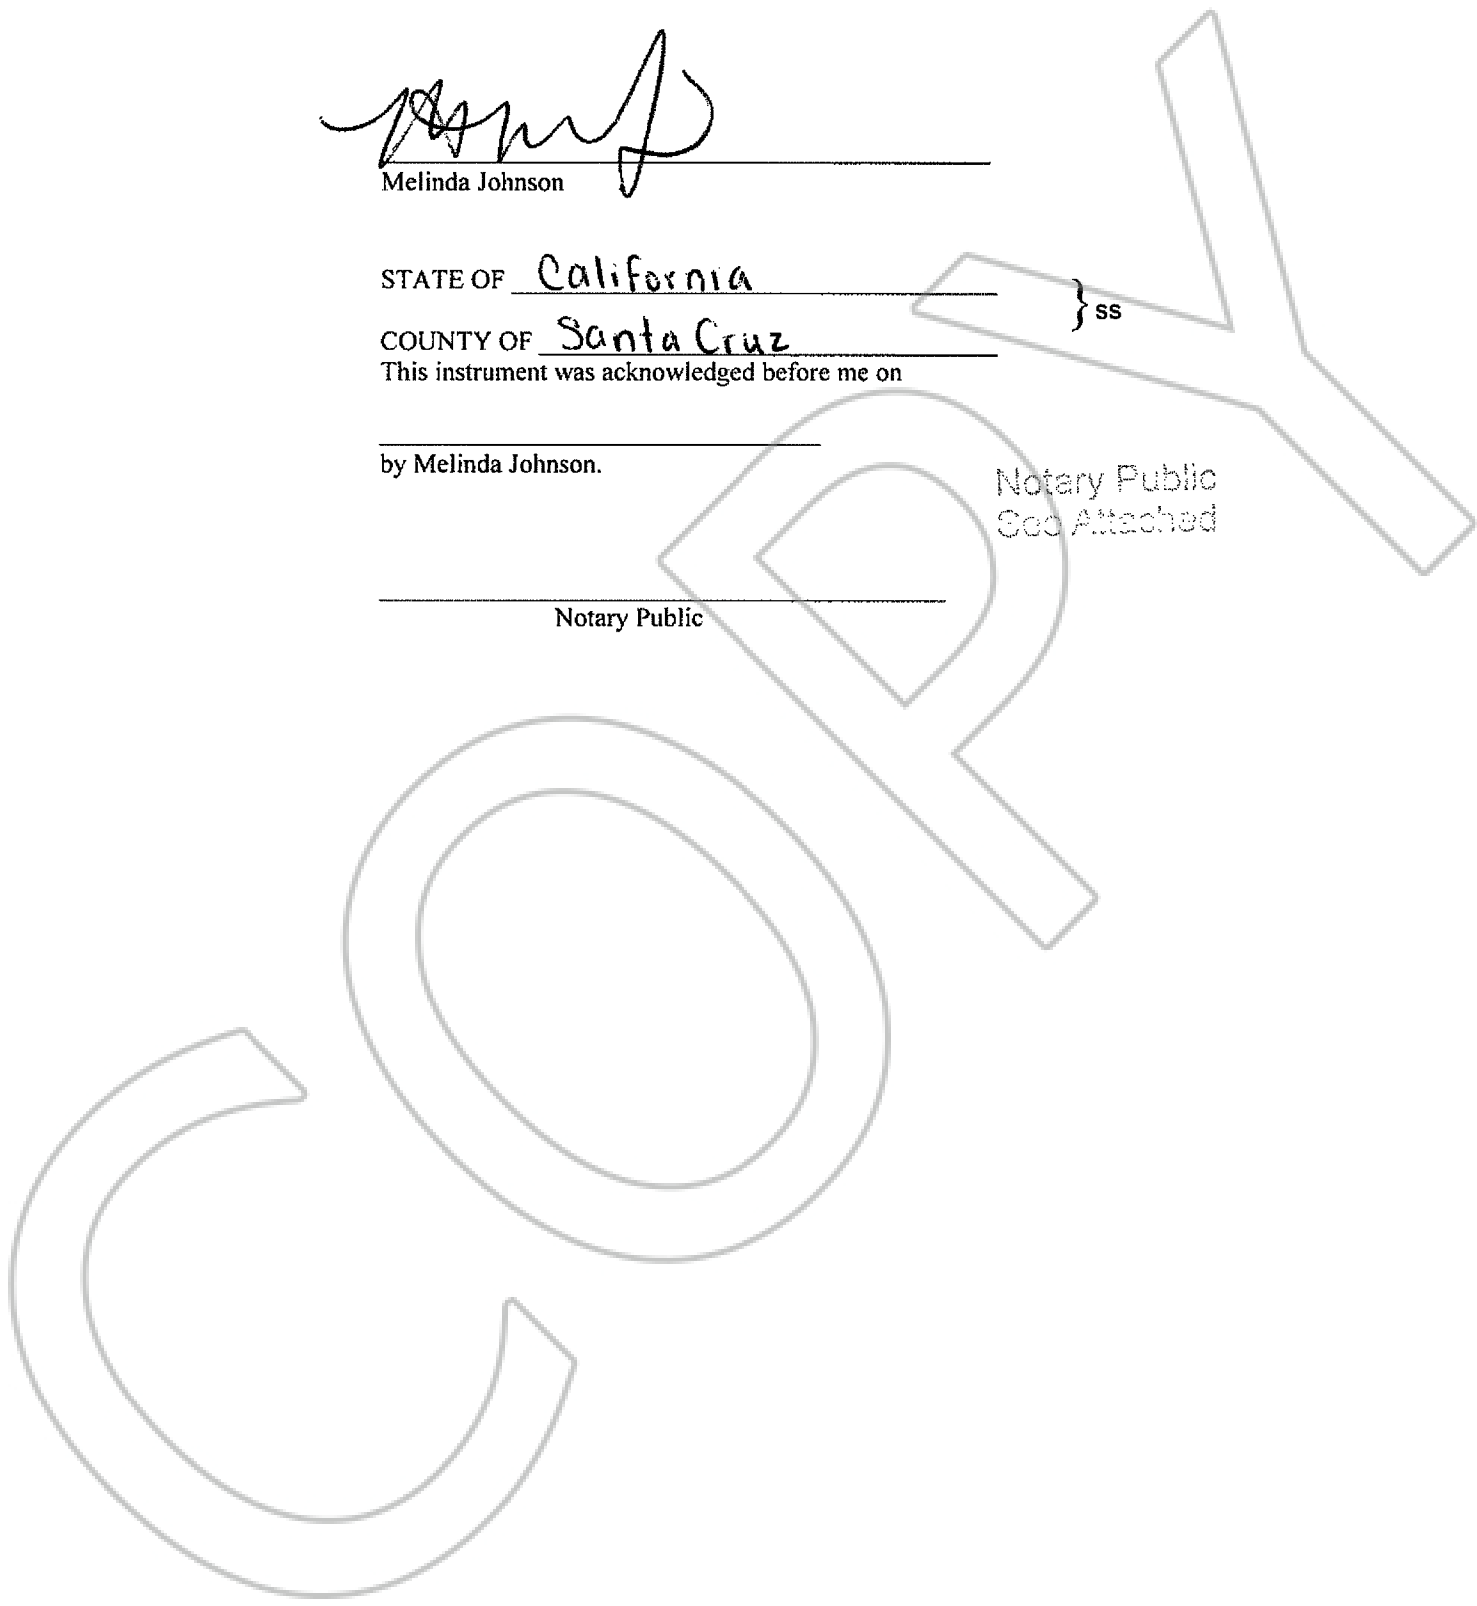 Melinda Johnson
STATE OF California
} ss
COUNTY OF Santa Cruz
This instrument was acknowledged before me on
by Melinda Johnson.
Notary Public
See Attached
Notary Public
COPY